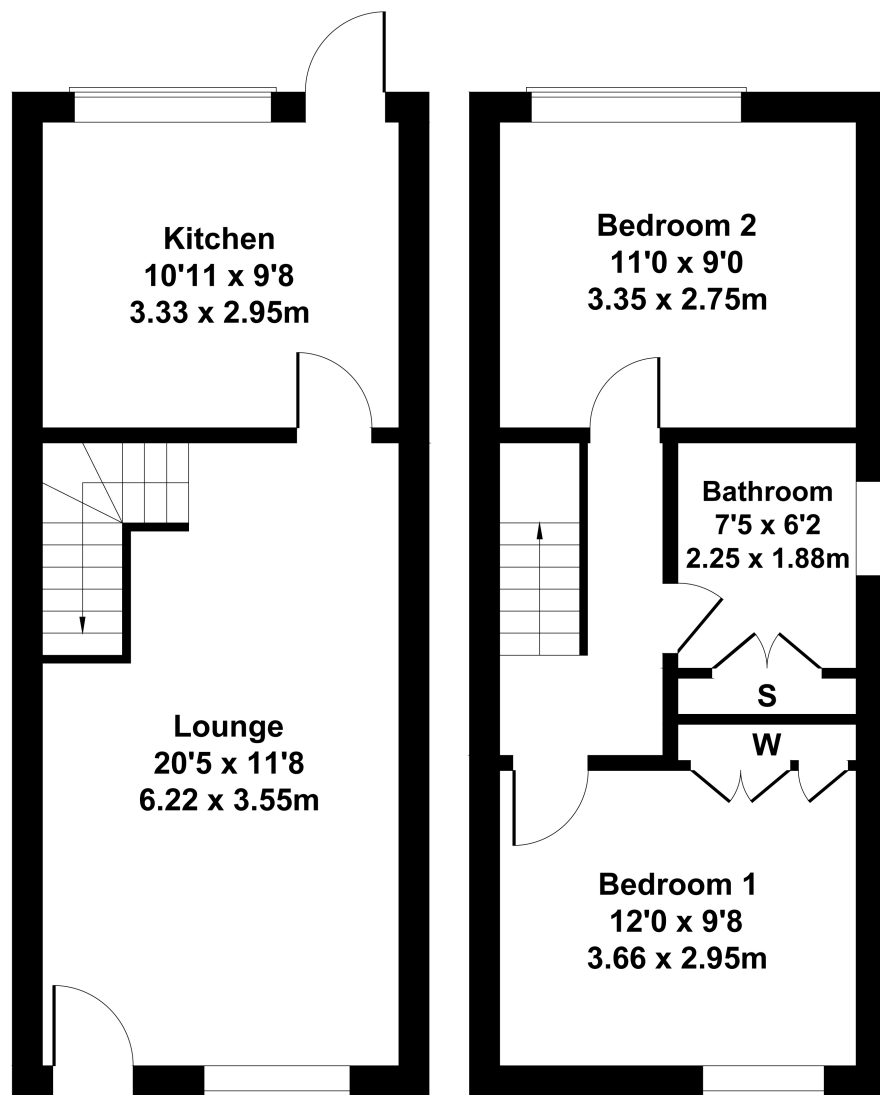 Kitchen
10'11 x 9'8
3.33 x 2.95m
Lounge
20'5 x 11'8
6.22 x 3.55m
Bedroom 2
11'0 x 9'0
3.35 x 2.75m
Bathroom
7'5 x 6'2
2.25 x 1.88m
S
W
Bedroom 1
12'0 x 9'8
3.66 x 2.95m